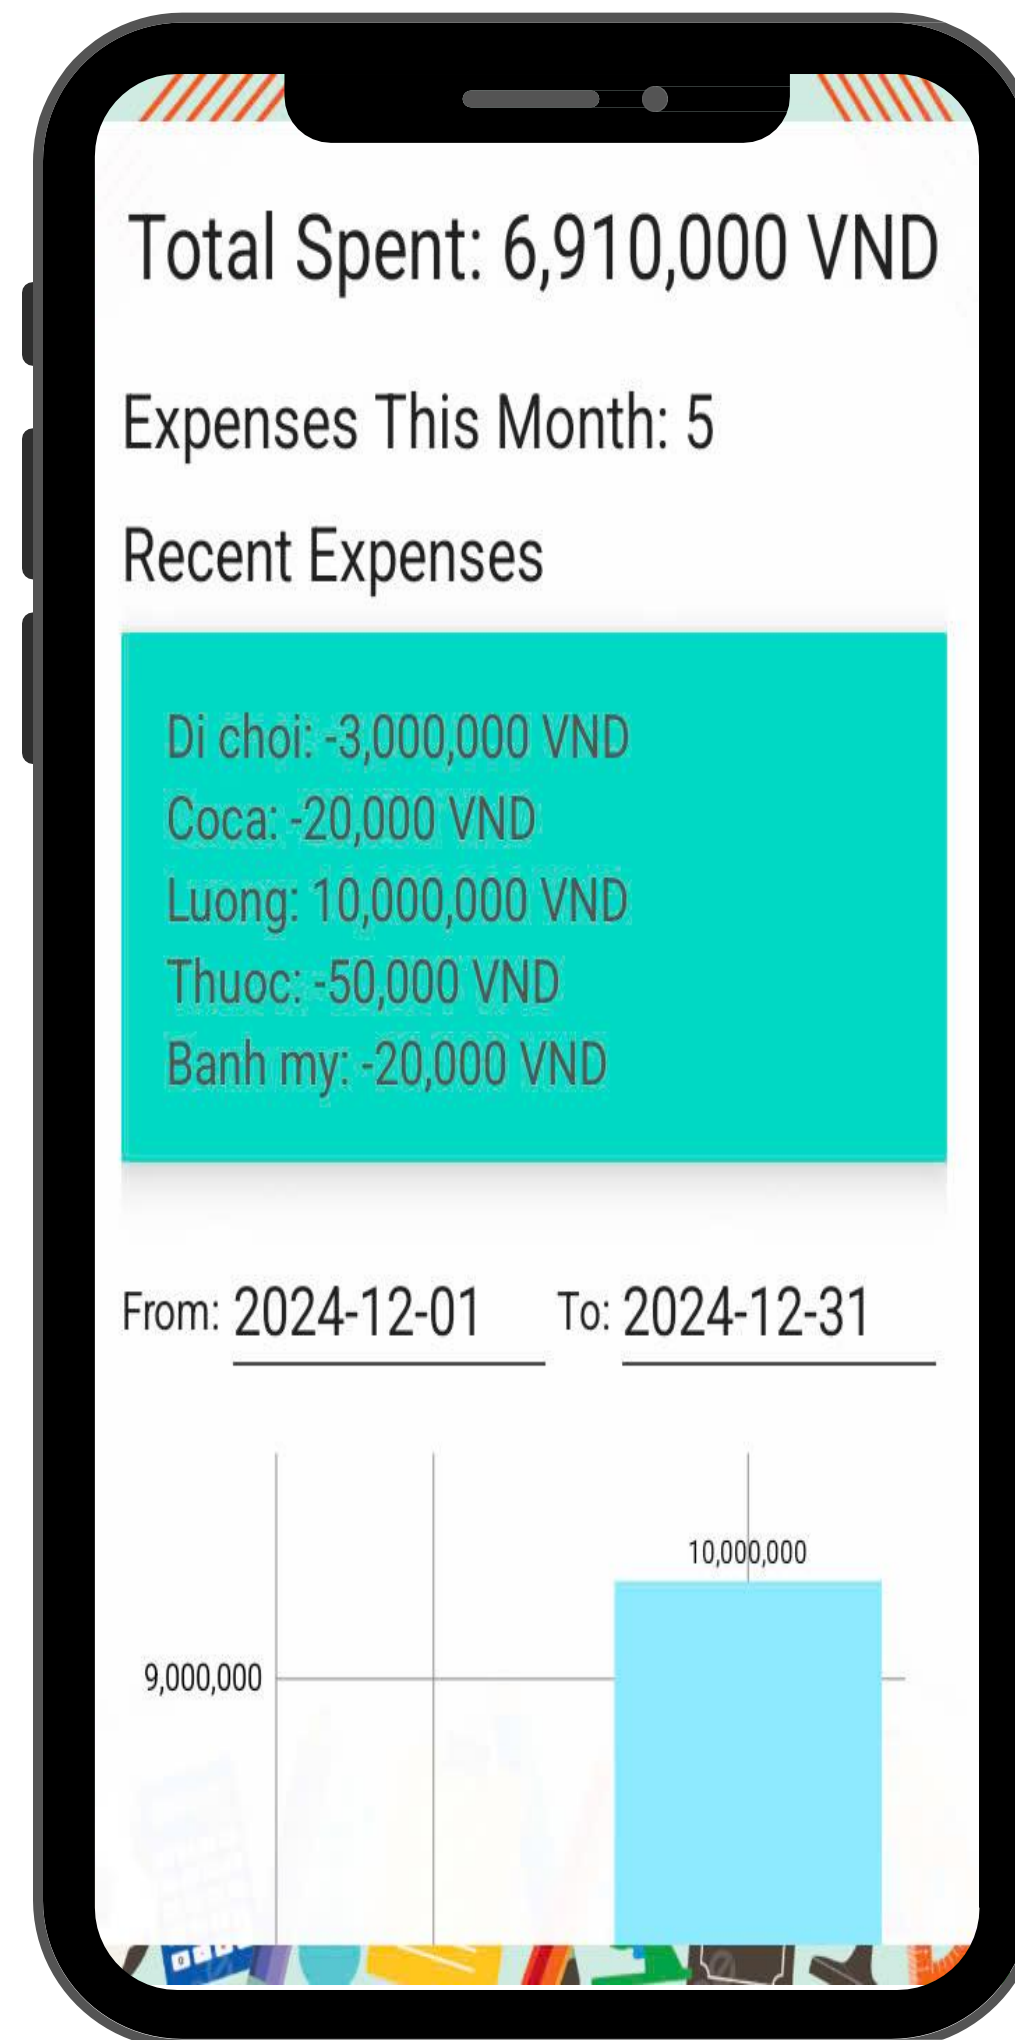 Total Spent: 6,910,000 VND
Expenses This Month: 5
Recent Expenses
Di choi: -3,000,000 VND
Coca: -20,000 VND
Luong: 10,000,000 VND
Thuoc: -50,000 VND
Banh my: -20,000 VND
From: 2024-12-01 To: 2024-12-31
10,000,000
9,000,000